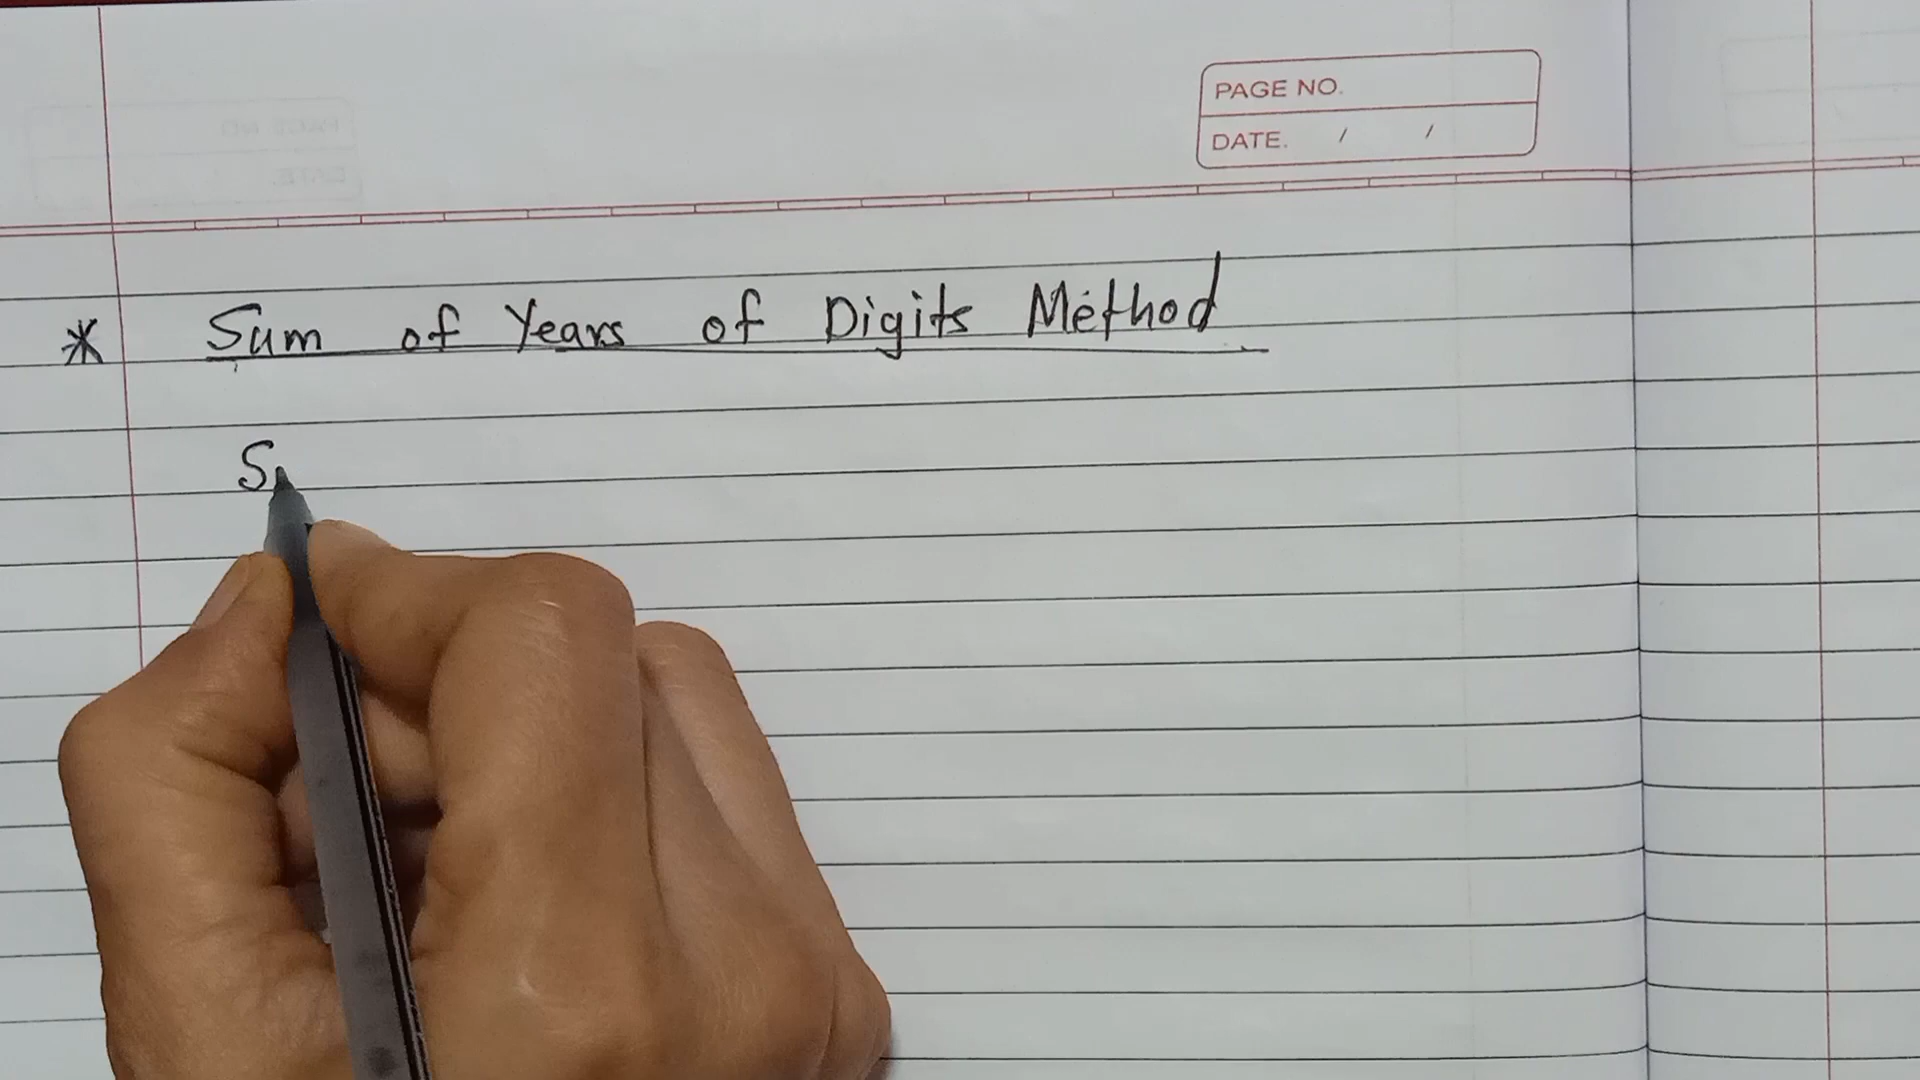 PAGE NO.
DATE. / /
* Sum of Years of Digits Method
S